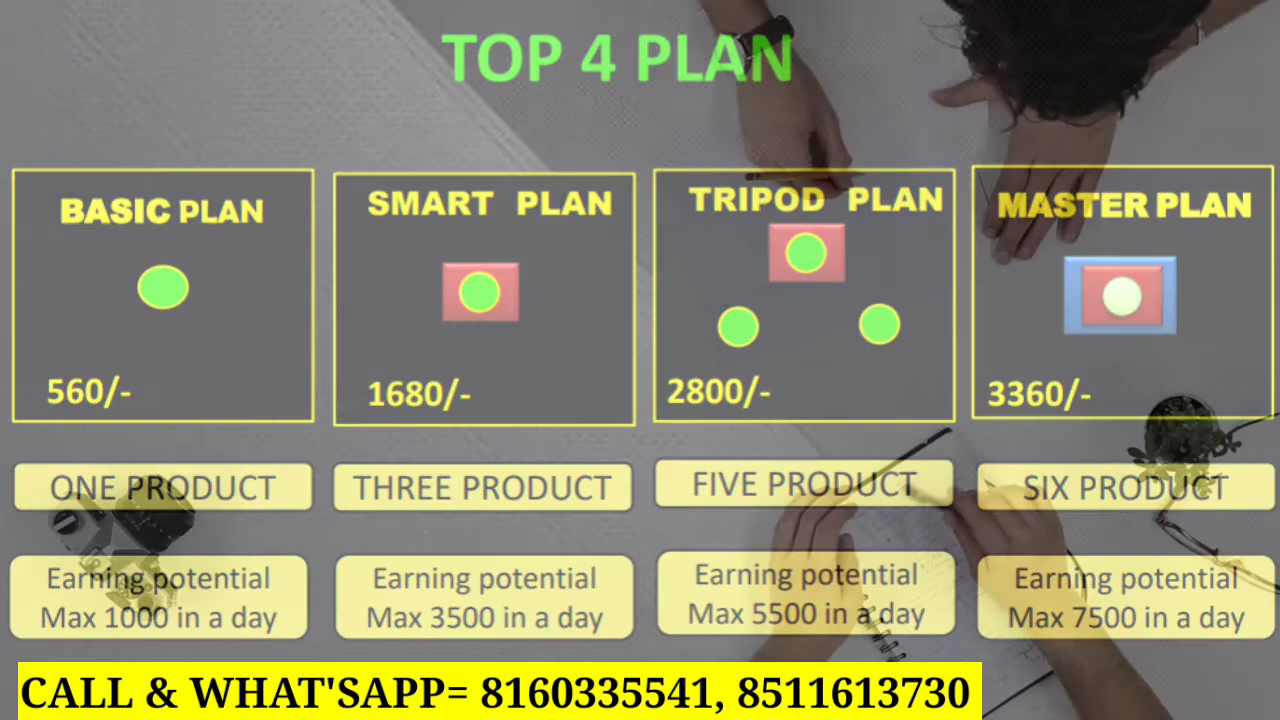 TOP 4 PLAN
BASIC PLAN
560/-
ONE PRODUCT
Earning potential
Max 1000 in a day
SMART PLAN
1680/-
THREE PRODUCT
Earning potential
Max 3500 in a day
TRIPOD PLAN
2800/-
FIVE PRODUCT
Earning potential
Max 5500 in a day
MASTER PLAN
3360/-
SIX PRODUCT
Earning potential
Max 7500 in a day
CALL & WHAT'SAPP= 8160335541, 8511613730